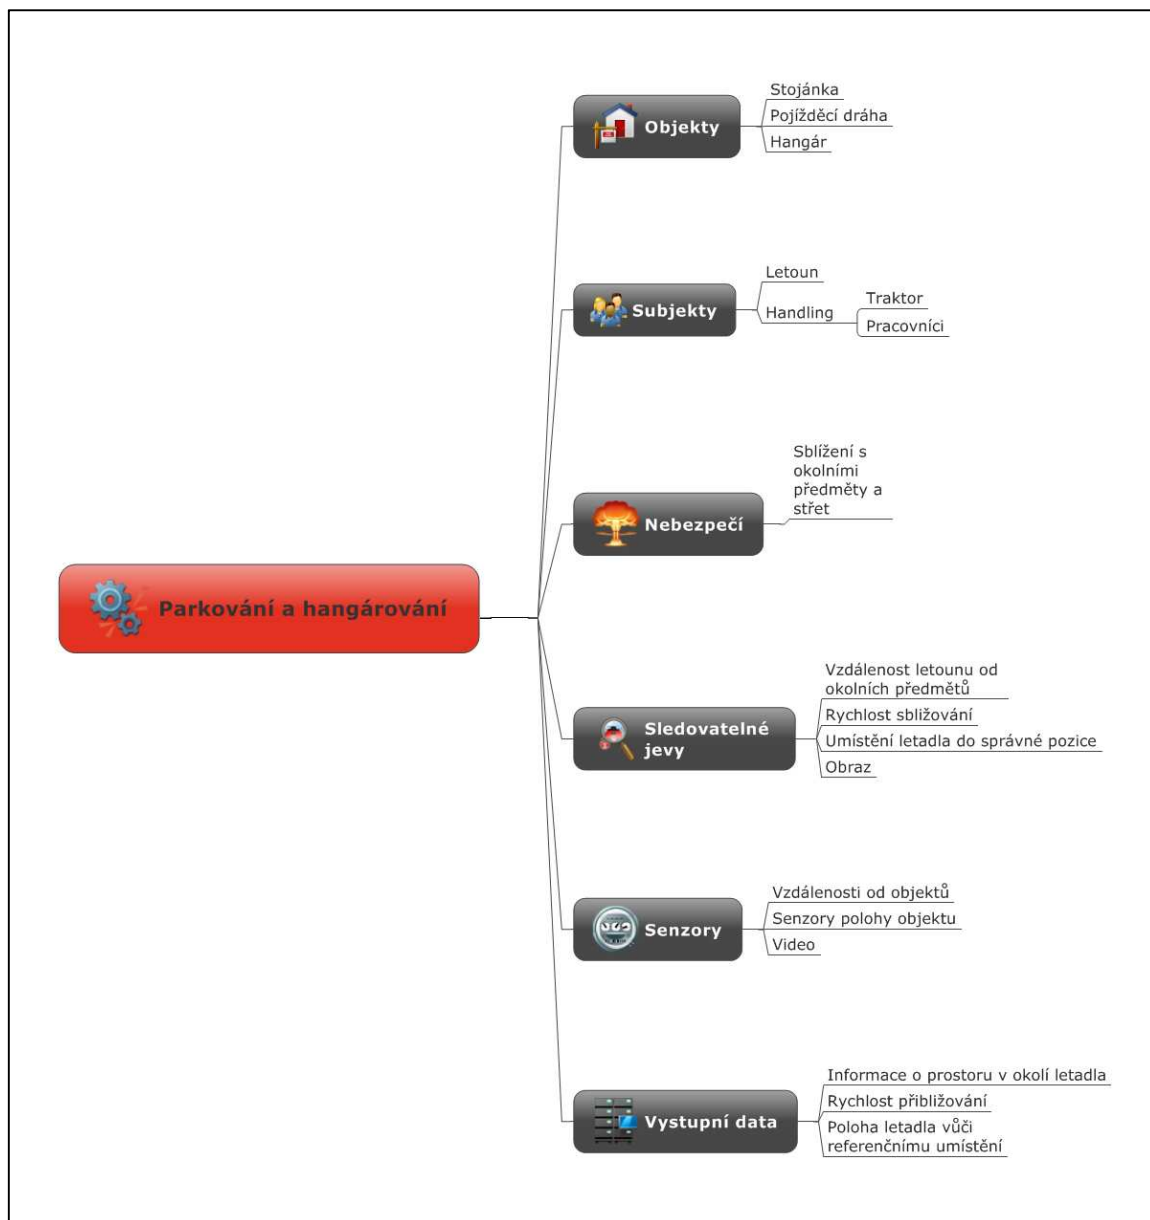 Parkování a hangárování
Objekty
Stojánka
Pojížděcí dráha
Hangár
Subjekty
Letoun
Handling
Traktor
Pracovníci
Nebezpečí
Sblížení s
okolními
předměty a
střet
Sledovatelné
jevy
Vzdálenost letounu od
okolních předmětů
Rychlost sbližování
Umístění letadla do správné pozice
Obraz
Senzory
Vzdálenosti od objektů
Senzory polohy objektu
Video
Vystupní data
Informace o prostoru v okolí letadla
Rychlost přibližování
Poloha letadla vůči
referenčnímu umístění